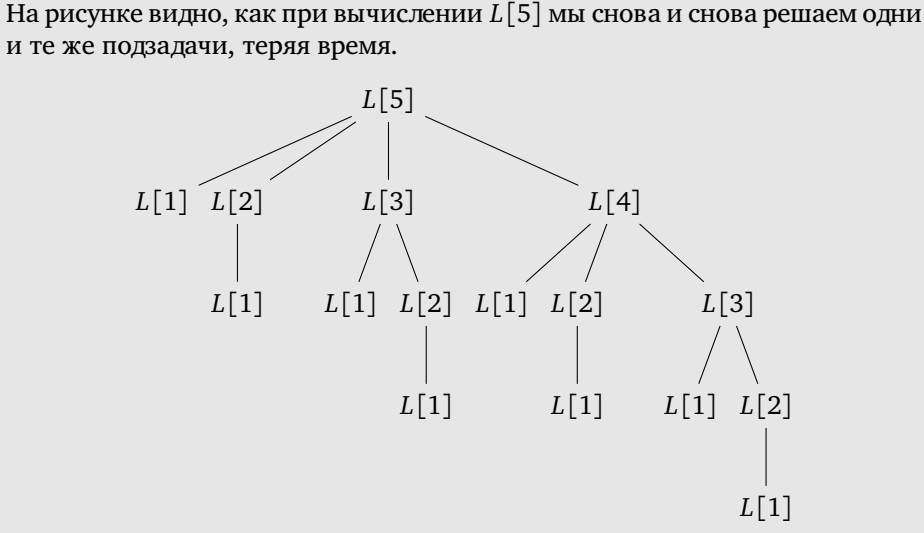 На рисунке видно, как при вычислении L[5] мы снова и снова решаем одни
и те же подзадачи, теряя время.
L[5]
L[1] L[2] L[3] L[4]
L[1] L[1] L[2] L[1] L[2] L[3]
L[1] L[1] L[1] L[2]
L[1]